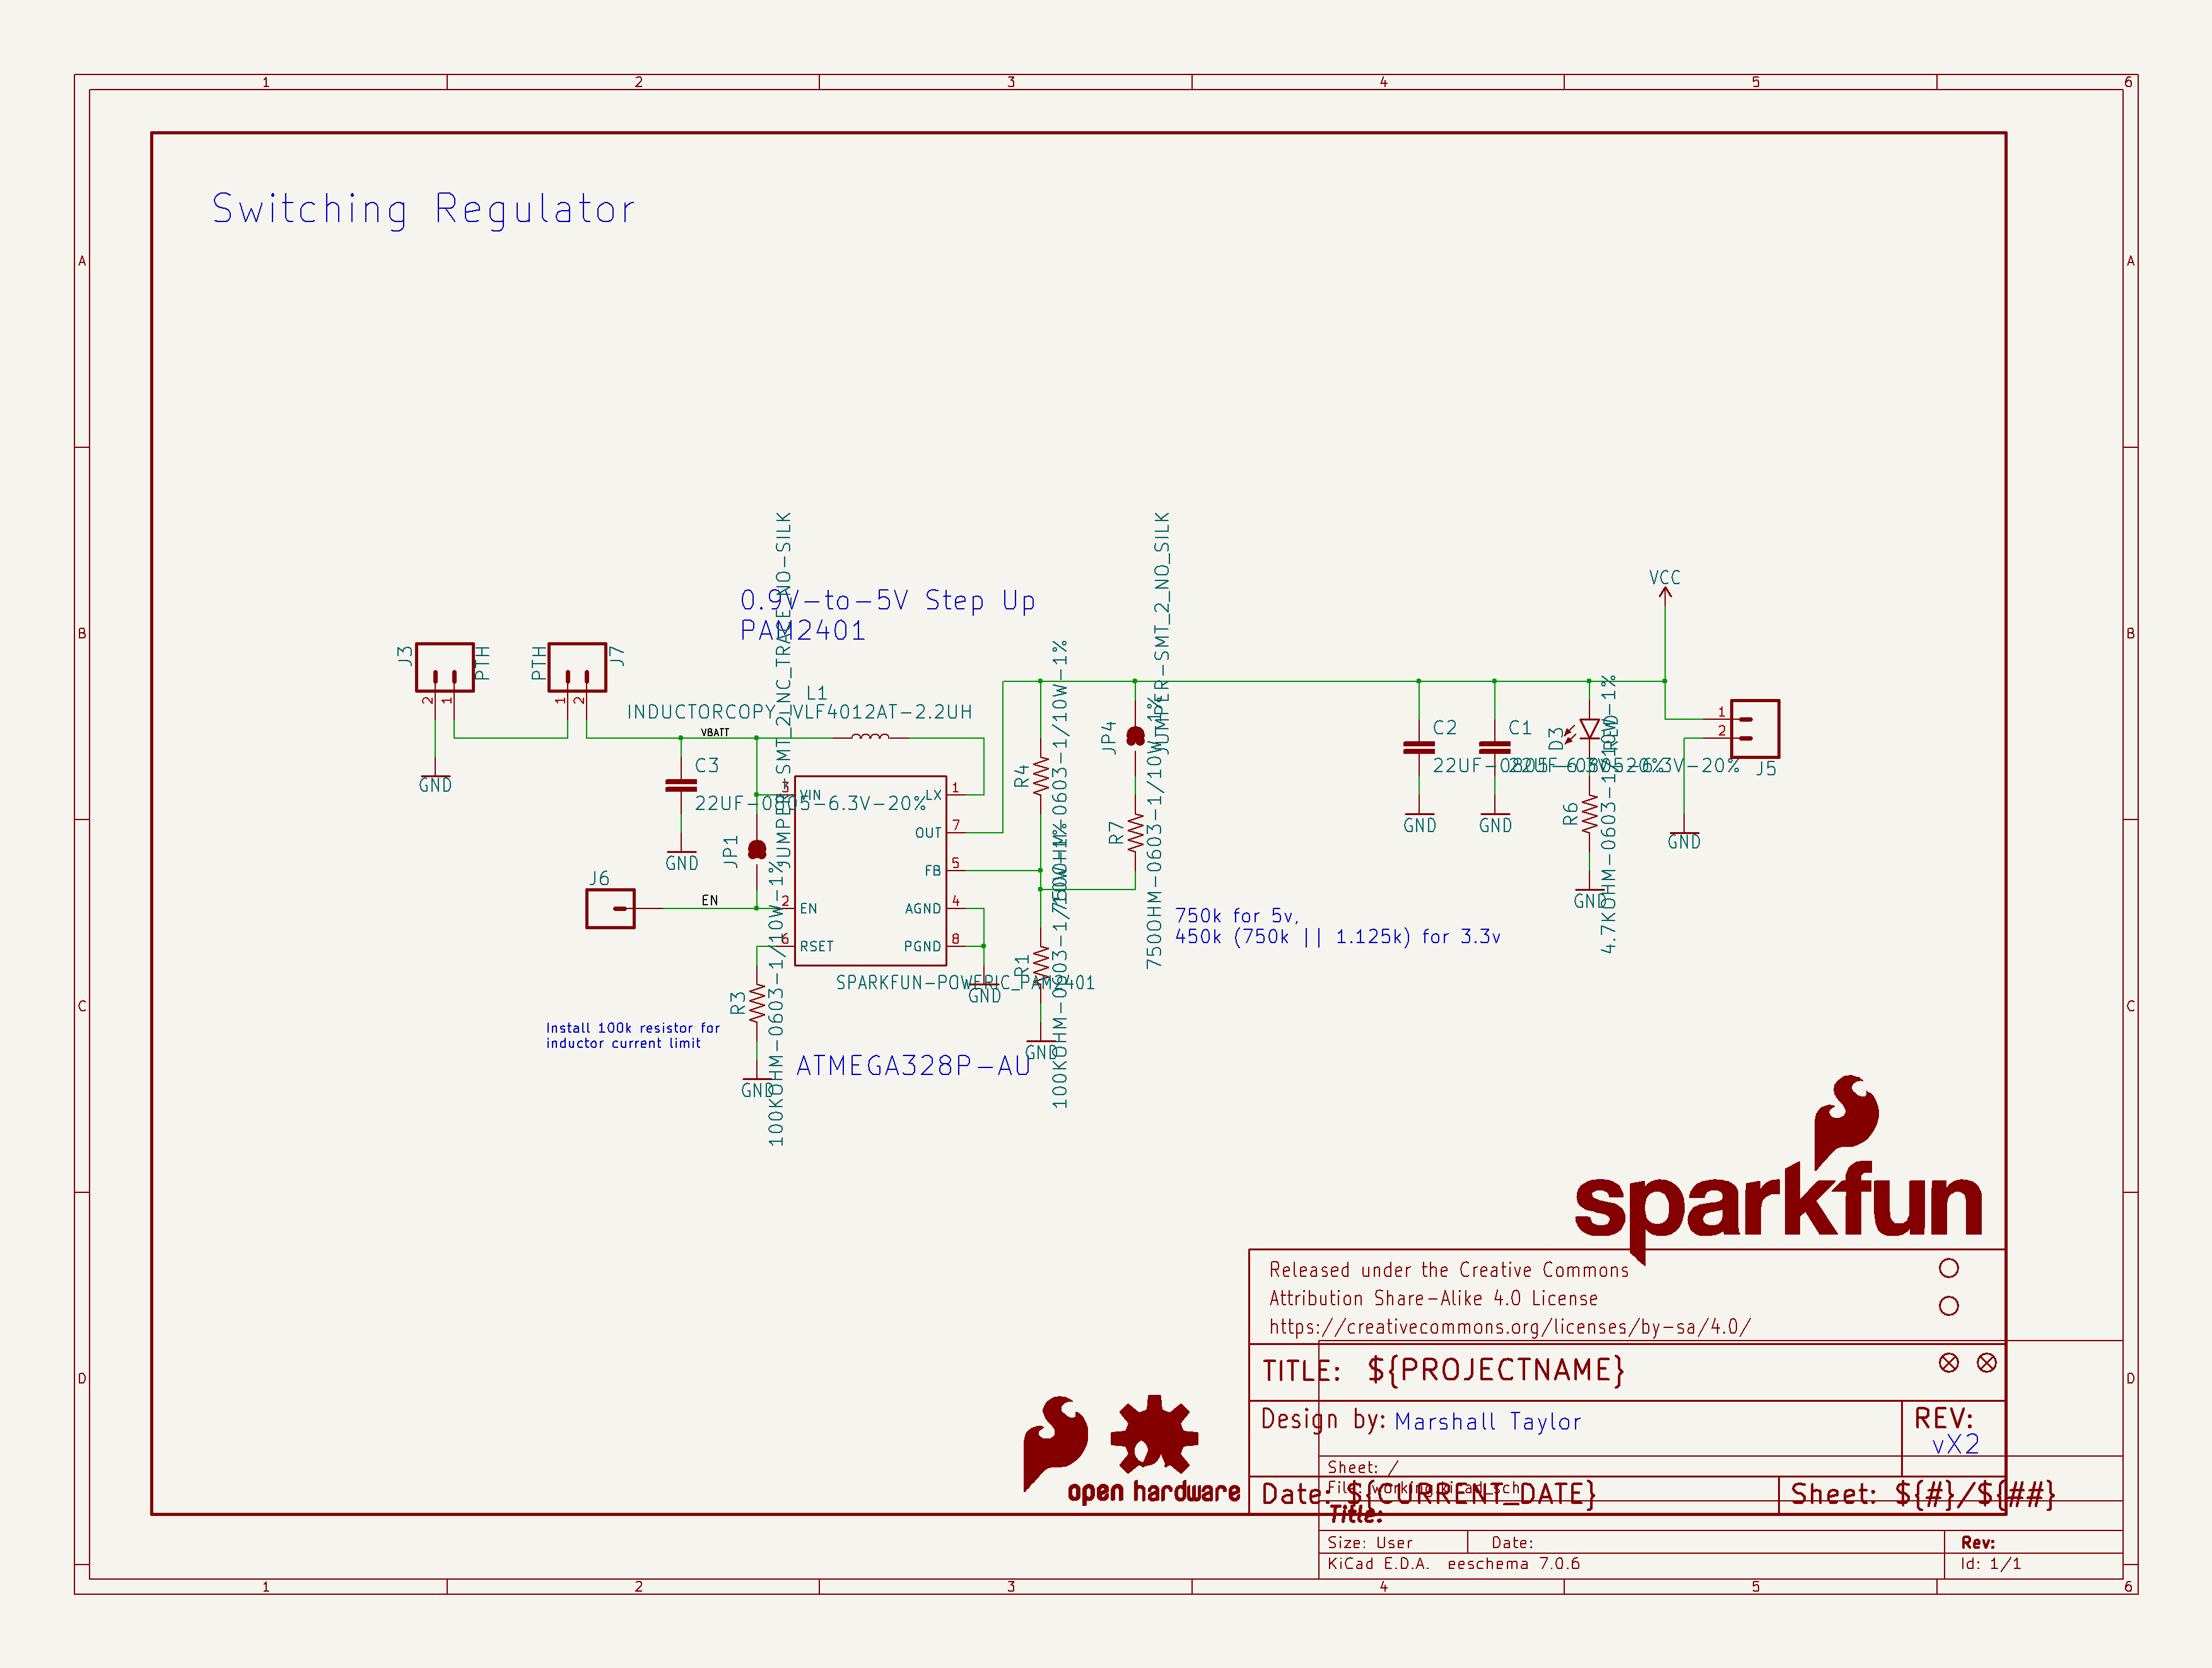 1 2 3 4 5 6
A A
Switching Regulator
0.9V-to-5V Step Up
PAM2401
B B
VCC
J3
PTH
2
1
PTH
J7
1
2
GND
L1
INDUCTORCOPY_VLF4012AT-2.2UH
VBATT
C3
22UF-0805-6.3V-20%
GND
JP1
JUMPER-SMT_2_NC_TRACE_NO-SILK
J6
EN
3 VIN
2 EN
6 RSET
LX 1
OUT 7
FB 5
AGND 4
PGND 8
SPARKFUN-POWERIC_PAM2401
GND
R3
100KOHM-0603-1/10W-1%
GND
Install 100k resistor for
inductor current limit
ATMEGA328P-AU
R4
750OHM-0603-1/10W-1%
R1
100KOHM-0603-1/10W-1%
GND
JP4
JUMPER-SMT_2_NO_SILK
R7
750OHM-0603-1/10W-1%
750k for 5v,
450k (750k || 1.125k) for 3.3v
C2
22UF-0805-6.3V-20%
GND
C1
22UF-0805-6.3V-20%
GND
D3
RED
R6
4.7KOHM-0603-1/10W-1%
GND
1
2
J5
GND
C C
sparkfun
Released under the Creative Commons
Attribution Share-Alike 4.0 License
https://creativecommons.org/licenses/by-sa/4.0/
TITLE: ${PROJECTNAME}
D D
Design by: Marshall Taylor
REV:
vX2
open hardware
Sheet: /
File: working.kicad_sch
Date: ${CURRENT_DATE}
Sheet: ${#}/${##}
Title:
Size: User Date: Rev:
KiCad E.D.A. eeschema 7.0.6 Id: 1/1
1 2 3 4 5 6